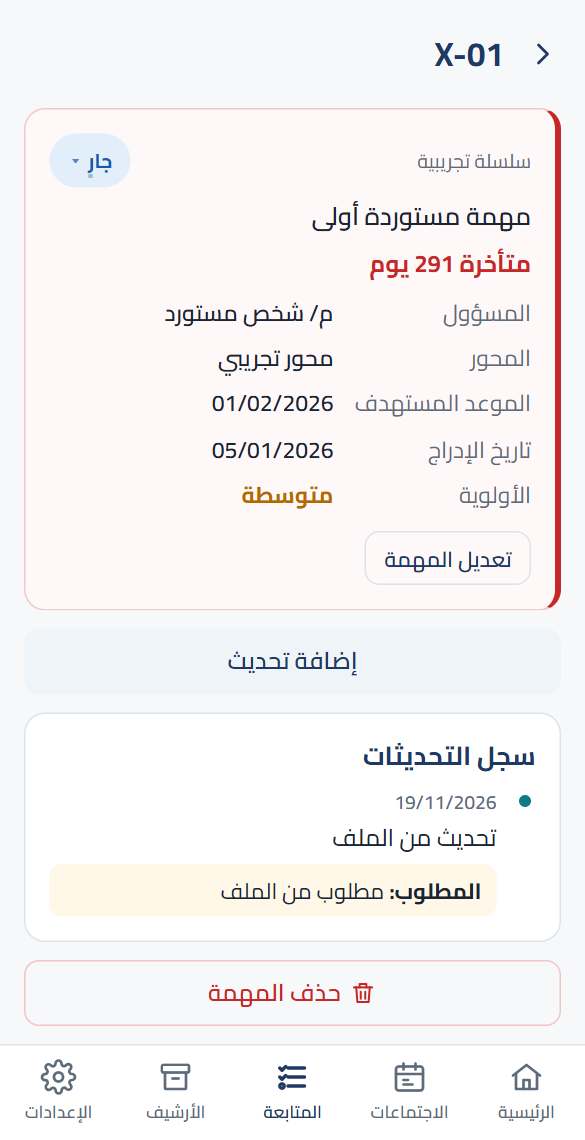 X-01
سلسلة تجريبية
جارٍ
مهمة مستوردة أولى
متأخرة 291 يوم
المسؤول م/ شخص مستورد
المحور محور تجريبي
الموعد المستهدف 01/02/2026
تاريخ الإدراج 05/01/2026
الأولوية متوسطة
تعديل المهمة
إضافة تحديث
سجل التحديثات
19/11/2026
تحديث من الملف
المطلوب: مطلوب من الملف
حذف المهمة
الرئيسية الاجتماعات المتابعة الأرشيف الإعدادات